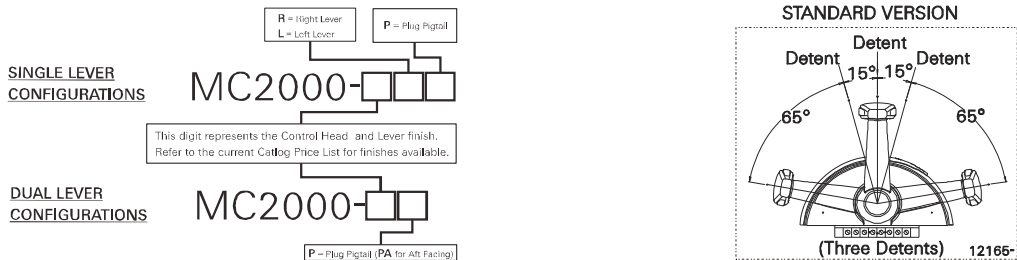 R = Right Lever
L = Left Lever
P = Plug Pigtail
SINGLE LEVER
CONFIGURATIONS
MC2000-
This digit represents the Control Head and Lever finish.
Refer to the current Catlog Price List for finishes available.
DUAL LEVER
CONFIGURATIONS
MC2000-
P – Plug Pigtail (PA for Aft Facing)
STANDARD VERSION
Detent
Detent
Detent
15° 15°
65°
65°
(Three Detents)
12165-